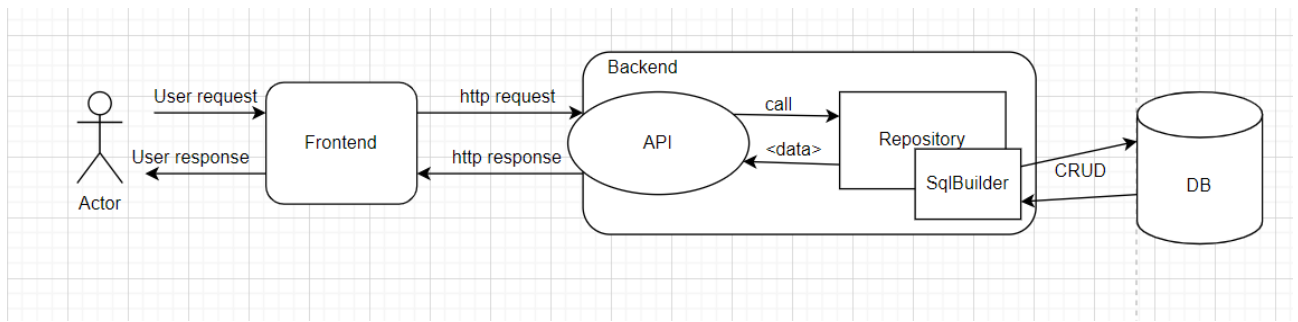 Backend
User request
http request
call
Frontend
API
Repository
<data>
User response
http response
CRUD
SqlBuilder
DB
Actor